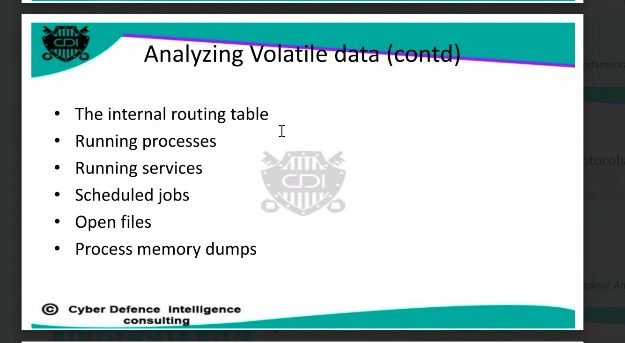 CDI
Analyzing Volatile data (contd)
• The internal routing table
• Running processes
• Running services
• Scheduled jobs
• Open files
• Process memory dumps
CDI
© Cyber Defence Intelligence
consulting